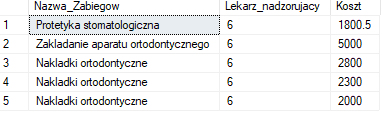 Nazwa_Zabiegow Lekarz_nadzorujacy Koszt
1 Protetyka stomatologiczna 6 1800.5
2 Zakladanie aparatu ortodontycznego 6 5000
3 Nakladki ortodontyczne 6 2800
4 Nakladki ortodontyczne 6 2300
5 Nakladki ortodontyczne 6 2000